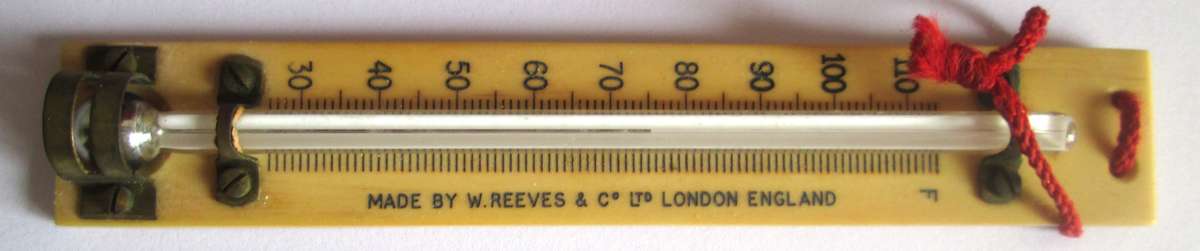 30 40 50 60 70 80 90 100 110
MADE BY W. REEVES & Cº LTD LONDON ENGLAND
F